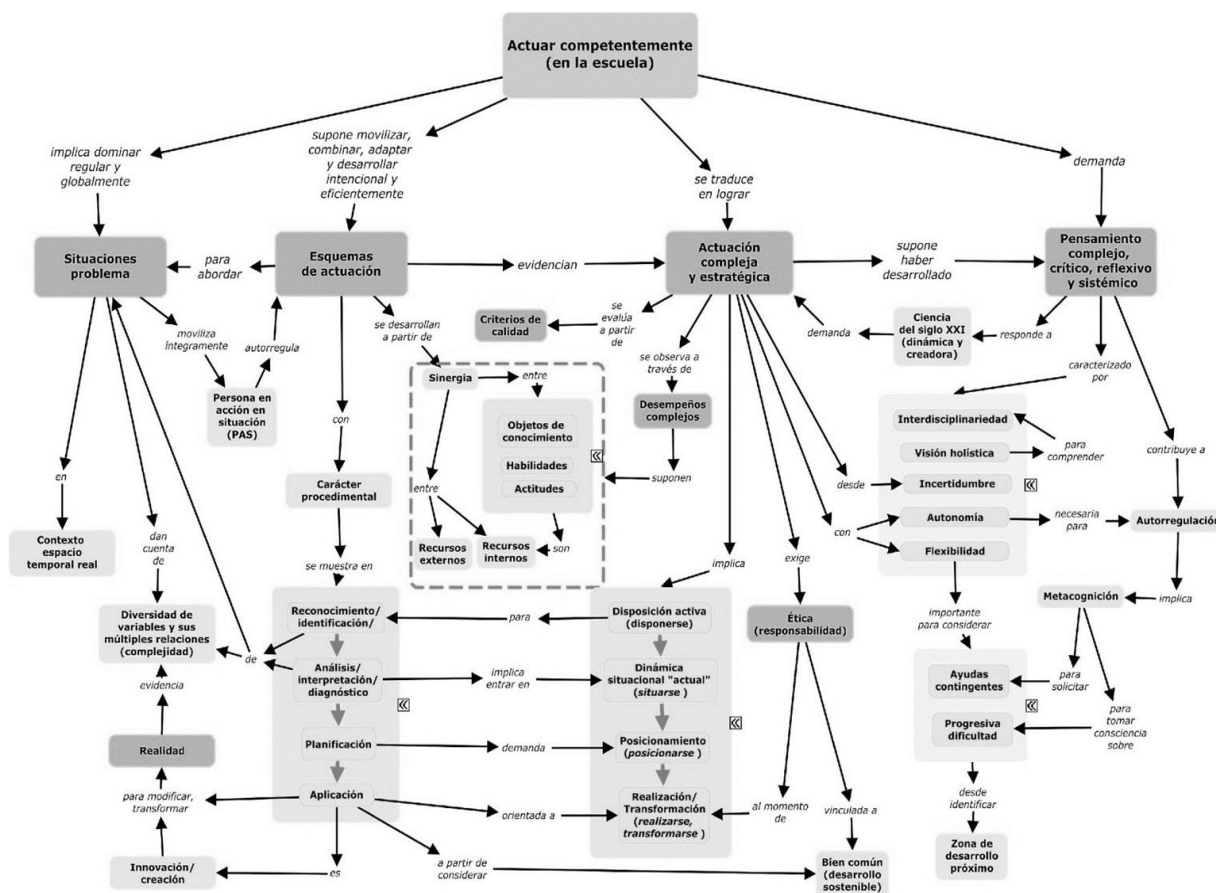 Actuar competentemente
(en la escuela)
implica dominar
regular y
globalmente
supone movilizar,
combinar, adaptar
y desarrollar
intencional y
eficientemente
se traduce
en lograr
demanda
Situaciones
problema
para
abordar
Esquemas
de actuación
evidencian
Actuación
compleja
y estratégica
supone
haber
desarrollado
Pensamiento
complejo,
crítico, reflexivo
y sistémico
moviliza
íntegramente
autorregula
Persona en
acción en
situación
(PAS)
se desarrollan
a partir de
Criterios de
calidad
se
evalúa
a partir
de
demanda
Ciencia
del siglo XXI
(dinámica y
creadora)
responde a
se observa a
través de
caracterizado
por
Sinergia
entre
Objetos de
conocimiento
Habilidades
Actitudes
entre
son
Recursos
externos
Recursos
internos
Desempeños
complejos
suponen
Interdisciplinariedad
Visión holística
Incertidumbre
Autonomía
Flexibilidad
para
comprender
contribuye a
desde
con
necesaria
para
Autorregulación
en
Contexto
espacio
temporal real
dan
cuenta
de
con
Carácter
procedimental
se muestra en
implica
exige
importante
para considerar
Metacognición
implica
Diversidad de
variables y sus
múltiples relaciones
(complejidad)
de
Reconocimiento/
identificación/
para
Disposición activa
(disponerse)
Ética
(responsabilidad)
Análisis/
interpretación/
diagnóstico
implica
entrar en
Dinámica
situacional "actual"
(situarse)
Ayudas
contingentes
para
solicitar
para
tomar
consciencia
sobre
Progresiva
dificultad
evidencia
Realidad
Planificación
demanda
Posicionamiento
(posicionarse )
para modificar,
transformar
Aplicación
orientada a
Realización/
Transformación
(realizarse,
transformarse )
al momento
de
vinculada a
desde
identificar
Innovación/
creación
es
a partir de
considerar
Bien común
(desarrollo
sostenible)
Zona de
desarrollo
próximo